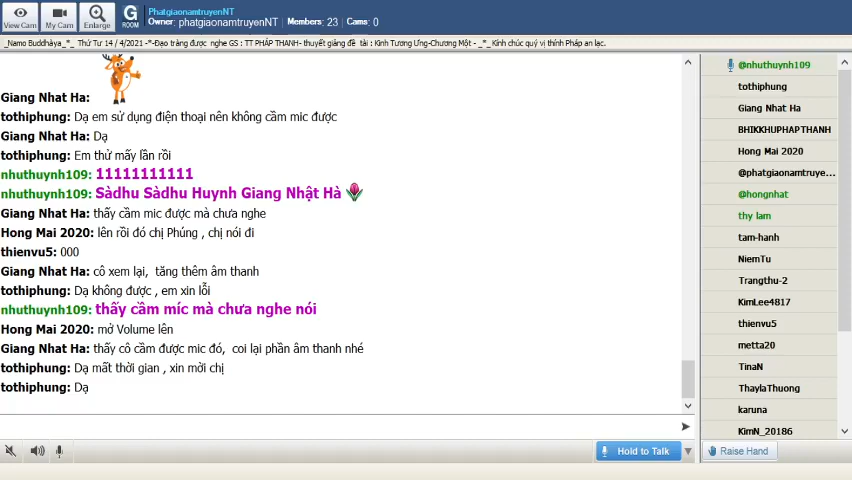 View Cam
My Cam
Enlarge
G
ROOM
PhatgiaonamtruyenNT
Owner: phatgiaonamtruyenNT Members: 23 Cams: 0
_Namo Buddhàya_*_ Thứ Tư 14 / 4/2021 -*-Đạo tràng được nghe GS : TT PHÁP THANH- thuyết giảng đề tài : Kinh Tương Ưng-Chương Một - _*_ Kính chúc quý vị thính Pháp an lạc.
Giang Nhat Ha:
tothiphung: Dạ em sử dụng điện thoại nên không cầm mic được
Giang Nhat Ha: Dạ
tothiphung: Em thử mấy lần rồi
nhuthuynh109: 11111111111
nhuthuynh109: Sàdhu Sàdhu Huynh Giang Nhật Hà
Giang Nhat Ha: thấy cầm mic được mà chưa nghe
Hong Mai 2020: lên rồi đó chị Phúng , chị nói đi
thienvu5: 000
Giang Nhat Ha: cô xem lại, tăng thêm âm thanh
tothiphung: Dạ không được , em xin lỗi
nhuthuynh109: thấy cầm míc mà chưa nghe nói
Hong Mai 2020: mở Volume lên
Giang Nhat Ha: thấy cô cầm được mic đó, coi lại phần âm thanh nhé
tothiphung: Dạ mất thời gian , xin mời chị
tothiphung: Dạ
@nhuthuynh109
tothiphung
Giang Nhat Ha
BHIKKHUPHAPTHANH
Hong Mai 2020
@phatgiaonamtruye...
@hongnhat
thy lam
tam-hanh
NiemTu
Trangthu-2
KimLee4817
thienvu5
metta20
TinaN
ThaylaThuong
karuna
KimN_20186
Hold to Talk
Raise Hand